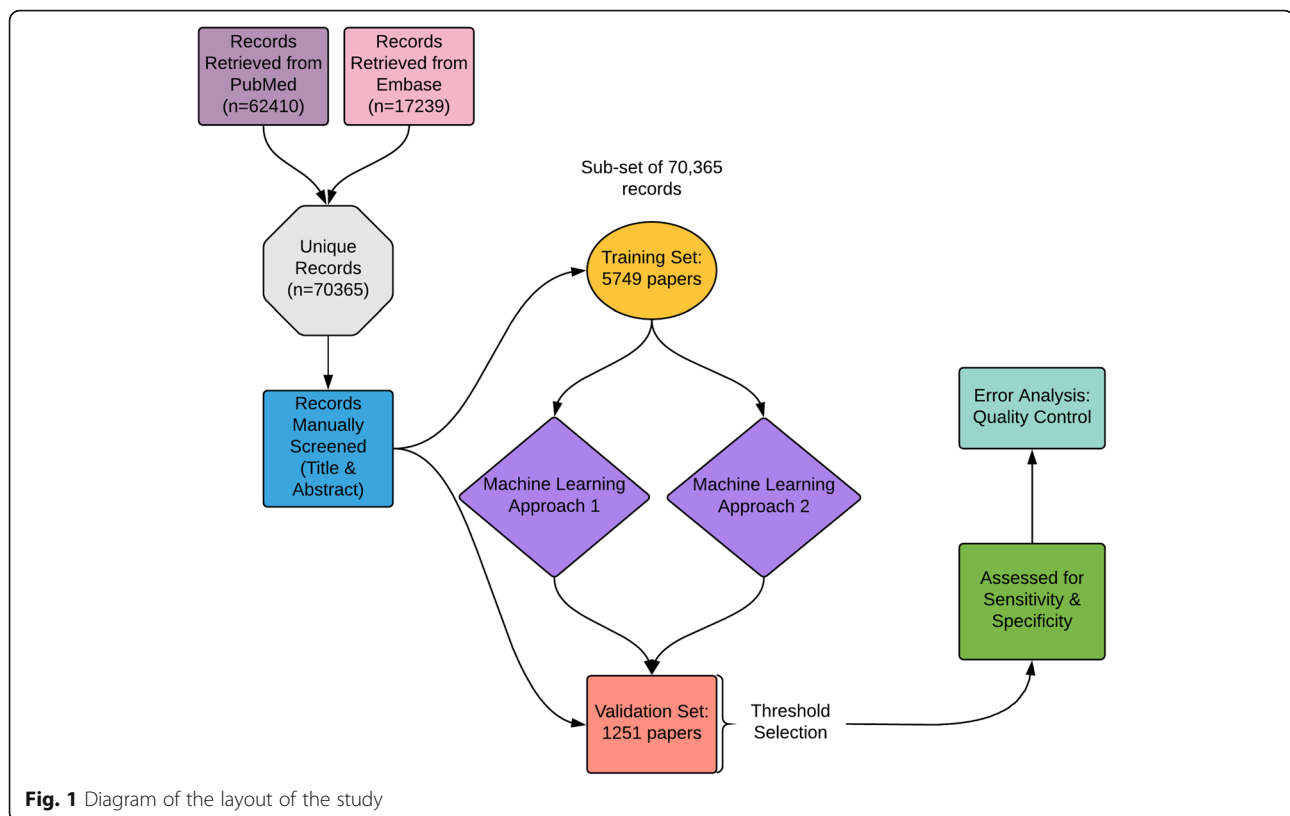 Records
Retrieved from
PubMed
(n=62410)
Records
Retrieved from
Embase
(n=17239)
Unique
Records
(n=70365)
Records
Manually
Screened
(Title &
Abstract)
Sub-set of 70,365
records
Training Set:
5749 papers
Machine Learning
Approach 1
Machine Learning
Approach 2
Validation Set:
1251 papers
Threshold
Selection
Assessed for
Sensitivity &
Specificity
Error Analysis:
Quality Control
Fig. 1 Diagram of the layout of the study